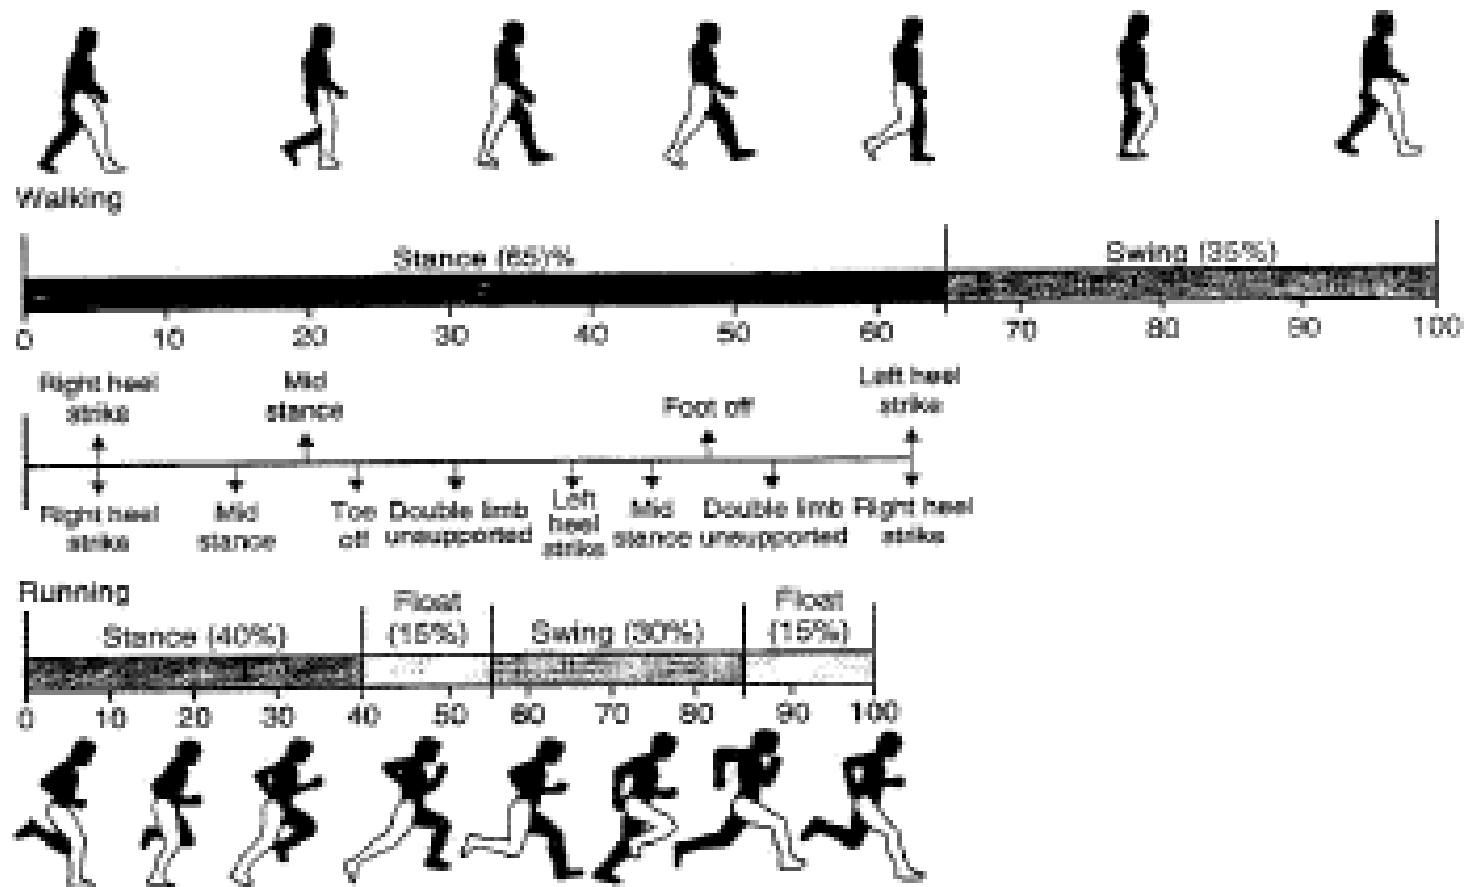 Walking
Stance (65)%
Swing (35%)
0 10 20 30 40 50 60 70 80 90 100
Right heel
strike
Mid
stance
Foot off
Left heel
strike
Right heel
strike
Mid
stance
Toe
off
Double limb
unsupported
Left
heel
strike
Mid
stance
Double limb
unsupported
Right heel
strike
Running
Stance (40%)
Float
(15%)
Swing (30%)
Float
(15%)
0 10 20 30 40 50 60 70 80 90 100